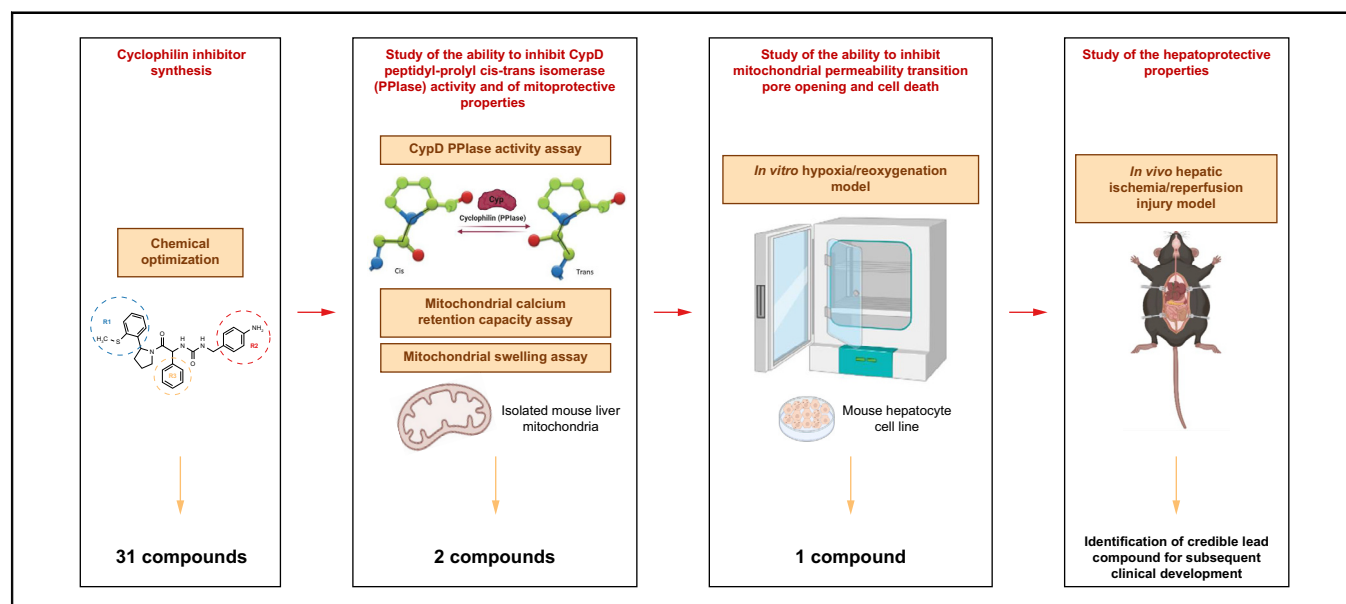 Cyclophilin inhibitor
synthesis
Chemical
optimization
R1
H₃C
S
N
O
H
N
O
H
N
NH₂
R2
R3
31 compounds
Study of the ability to inhibit CypD
peptidyl-prolyl cis-trans isomerase
(PPIase) activity and of mitoprotective
properties
CypD PPIase activity assay
Cyp
Cyclophilin (PPIase)
Cis
Trans
Mitochondrial calcium
retention capacity assay
Mitochondrial swelling assay
Isolated mouse liver
mitochondria
2 compounds
Study of the ability to inhibit
mitochondrial permeability transition
pore opening and cell death
In vitro hypoxia/reoxygenation
model
Mouse hepatocyte
cell line
1 compound
Study of the hepatoprotective
properties
In vivo hepatic
ischemia/reperfusion
injury model
Identification of credible lead
compound for subsequent
clinical development